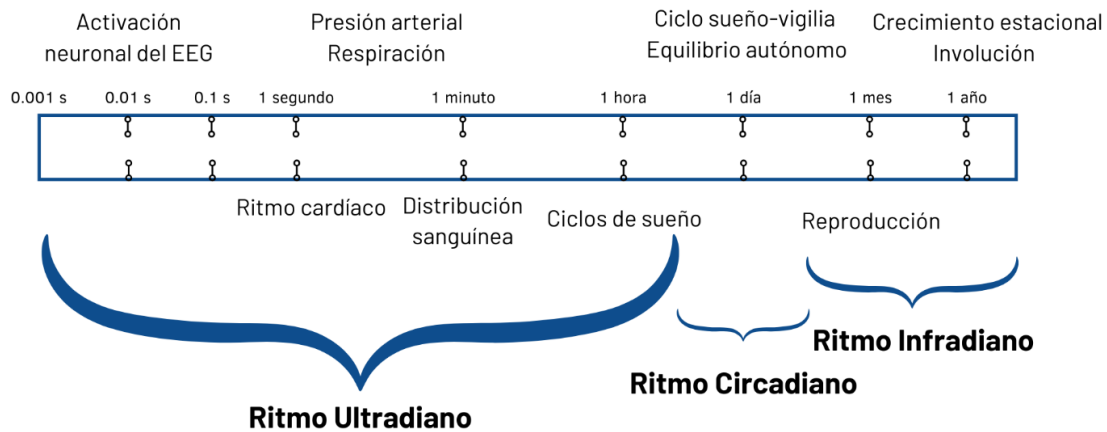 Activación
neuronal del EEG
Presión arterial
Respiración
Ciclo sueño-vigilia
Equilibrio autónomo
Crecimiento estacional
Involución
0.001 s
0.01 s
0.1 s
1 segundo
1 minuto
1 hora
1 día
1 mes
1 año
Ritmo cardíaco
Distribución
sanguínea
Ciclos de sueño
Reproducción
Ritmo Infradiano
Ritmo Circadiano
Ritmo Ultradiano